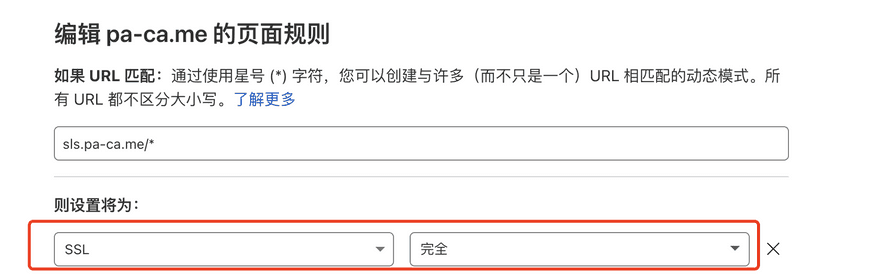 编辑 pa-ca.me 的页面规则
如果 URL 匹配：通过使用星号 (*) 字符，您可以创建与许多（而不只是一个）URL 相匹配的动态模式。所
有 URL 都不区分大小写。了解更多
sls.pa-ca.me/*
则设置将为：
SSL 完全